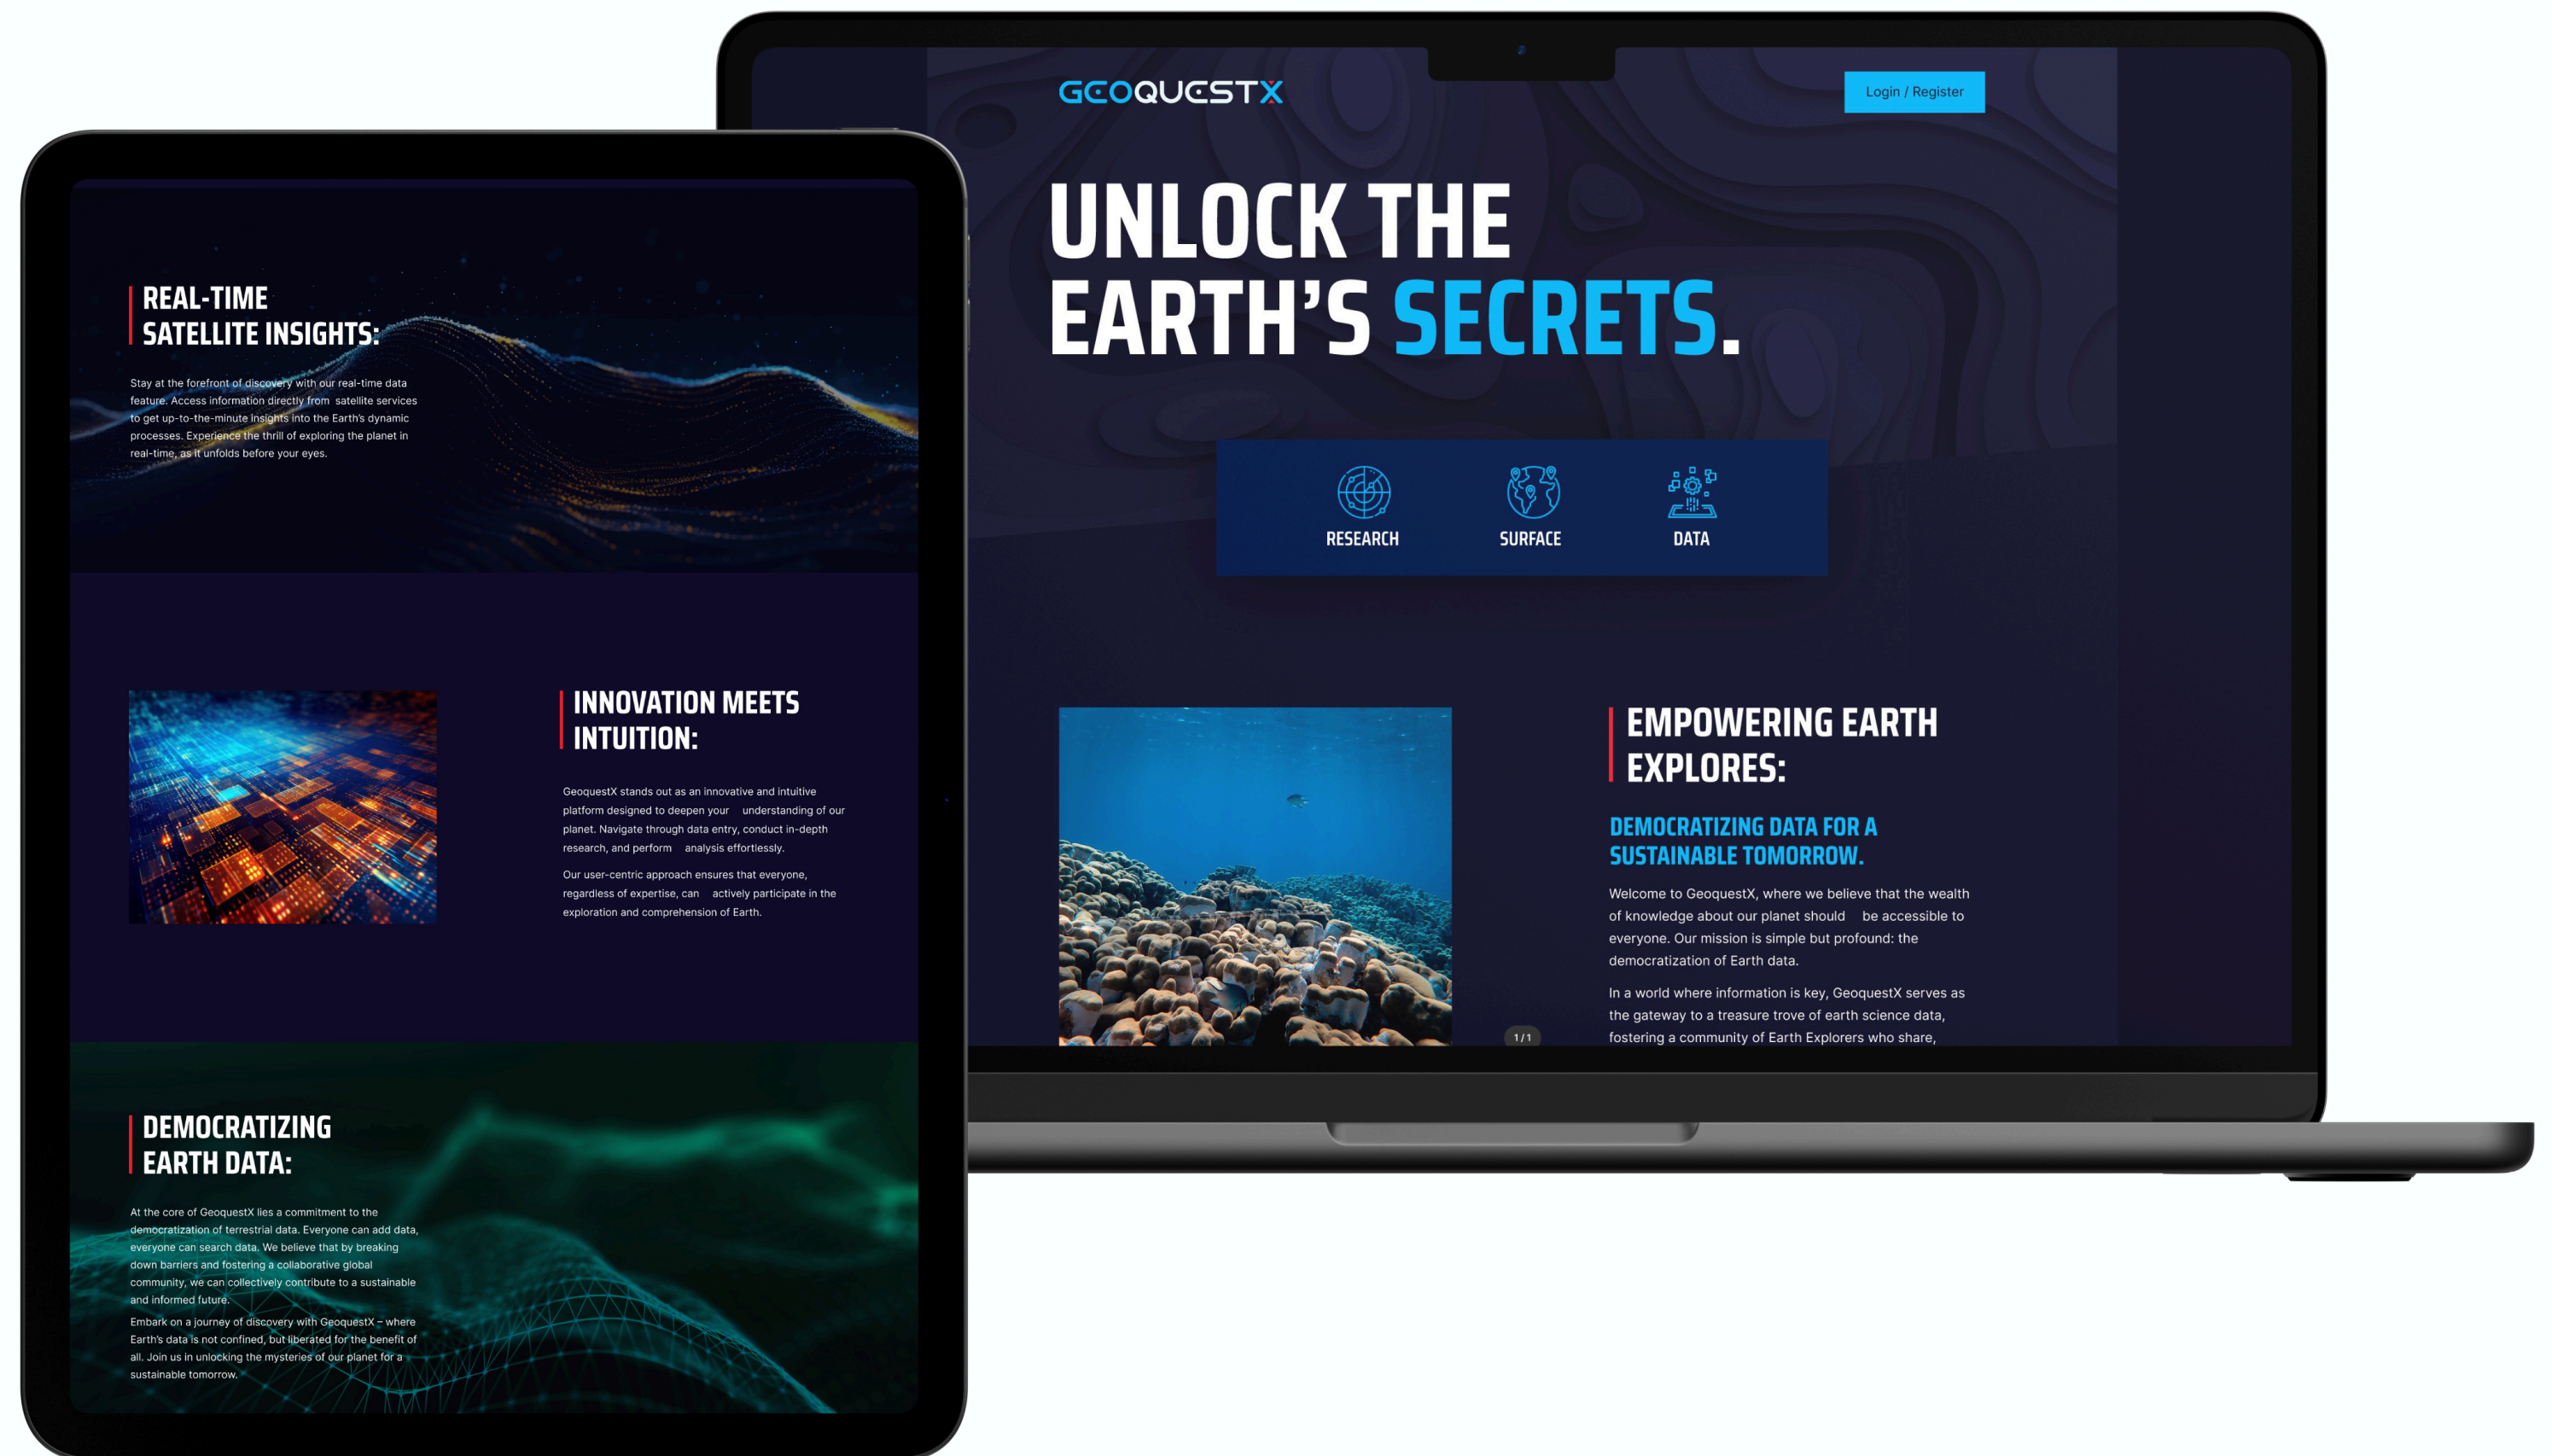 GEOQUESTX
Login / Register
UNLOCK THE
EARTH’S SECRETS.
RESEARCH
SURFACE
DATA
EMPOWERING EARTH
EXPLORES:
DEMOCRATIZING DATA FOR A
SUSTAINABLE TOMORROW.
Welcome to GeoquestX, where we believe that the wealth
of knowledge about our planet should be accessible to
everyone. Our mission is simple but profound: the
democratization of Earth data.
In a world where information is key, GeoquestX serves as
the gateway to a treasure trove of earth science data,
fostering a community of Earth Explorers who share,
1/1
REAL-TIME
SATELLITE INSIGHTS:
Stay at the forefront of discovery with our real-time data
feature. Access information directly from satellite services
to get up-to-the-minute insights into the Earth’s dynamic
processes. Experience the thrill of exploring the planet in
real-time, as it unfolds before your eyes.
INNOVATION MEETS
INTUITION:
GeoquestX stands out as an innovative and intuitive
platform designed to deepen your understanding of our
planet. Navigate through data entry, conduct in-depth
research, and perform analysis effortlessly.
Our user-centric approach ensures that everyone,
regardless of expertise, can actively participate in the
exploration and comprehension of Earth.
DEMOCRATIZING
EARTH DATA:
At the core of GeoquestX lies a commitment to the
democratization of terrestrial data. Everyone can add data,
everyone can search data. We believe that by breaking
down barriers and fostering a collaborative global
community, we can collectively contribute to a sustainable
and informed future.
Embark on a journey of discovery with GeoquestX – where
Earth’s data is not confined, but liberated for the benefit of
all. Join us in unlocking the mysteries of our planet for a
sustainable tomorrow.